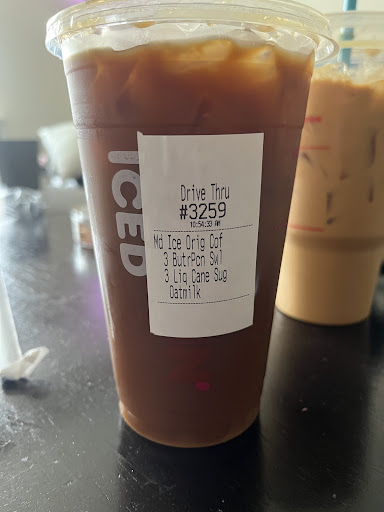 Drive Thru
#3259
10:54:33 AM
Md Ice Orig Cof
3 ButrPcn Swl
3 Liq Cane Sug
Oatmilk
ICED